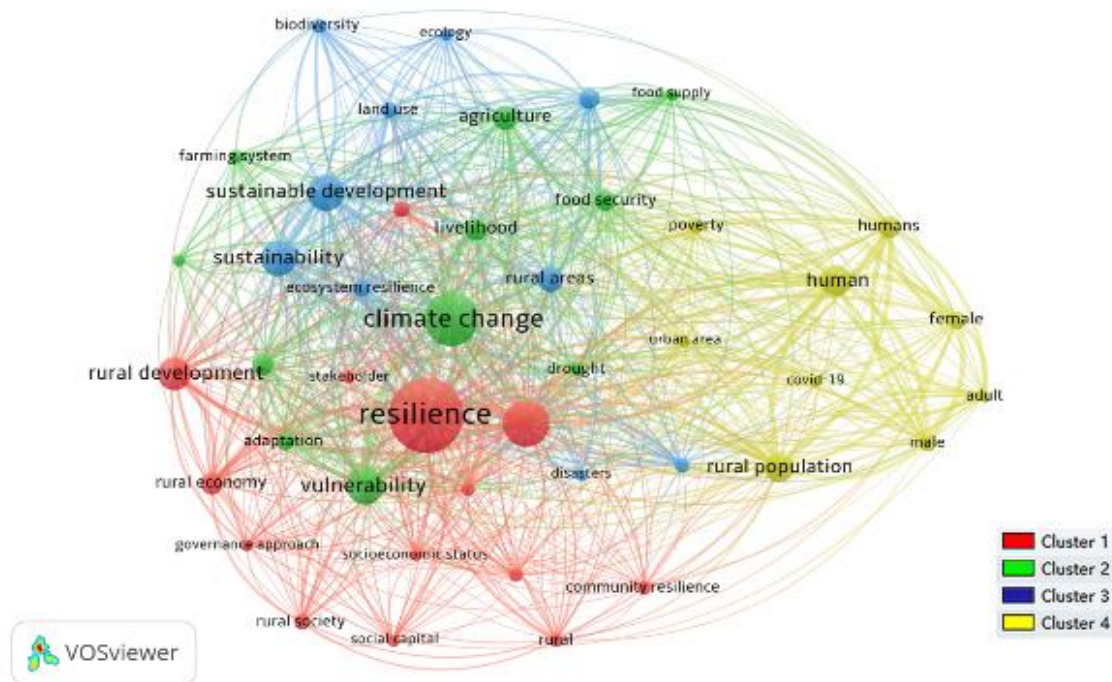 biodiversity
ecology
land use
agriculture
food supply
farming system
sustainable development
livelihood
food security
poverty
humans
sustainability
ecosystem resilience
rural areas
human
climate change
female
urban area
rural development
stakeholder
drought
covid-19
adult
resilience
adaptation
male
rural economy
vulnerability
disasters
rural population
governance approach
socioeconomic status
community resilience
rural society
social capital
rural
Cluster 1
Cluster 2
Cluster 3
Cluster 4
VOSviewer